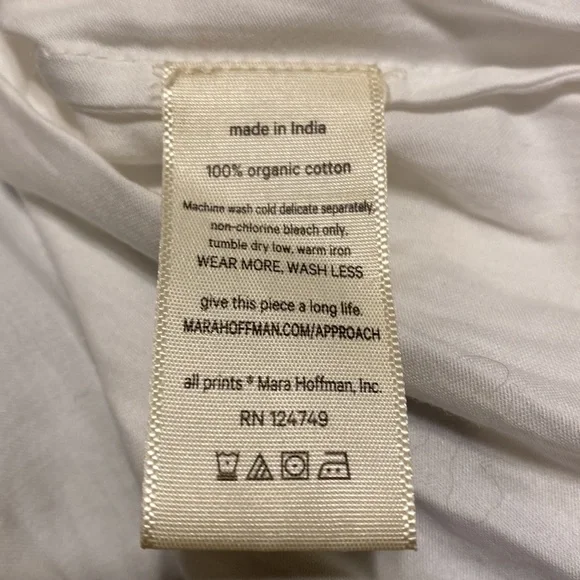 made in India
100% organic cotton
Machine wash cold delicate separately,
non-chlorine bleach only,
tumble dry low, warm iron
WEAR MORE, WASH LESS
give this piece a long life.
MARAHOFFMAN.COM/APPROACH
all prints ® Mara Hoffman, Inc.
RN 124749